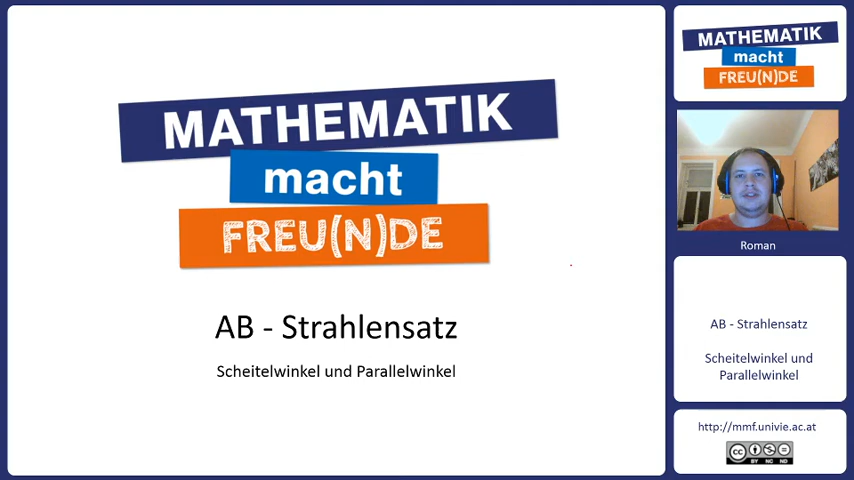 MATHEMATIK
macht
FREU(N)DE
AB - Strahlensatz
Scheitelwinkel und Parallelwinkel
MATHEMATIK
macht
FREU(N)DE
Roman
AB - Strahlensatz
Scheitelwinkel und
Parallelwinkel
http://mmf.univie.ac.at
cc
BY NC ND